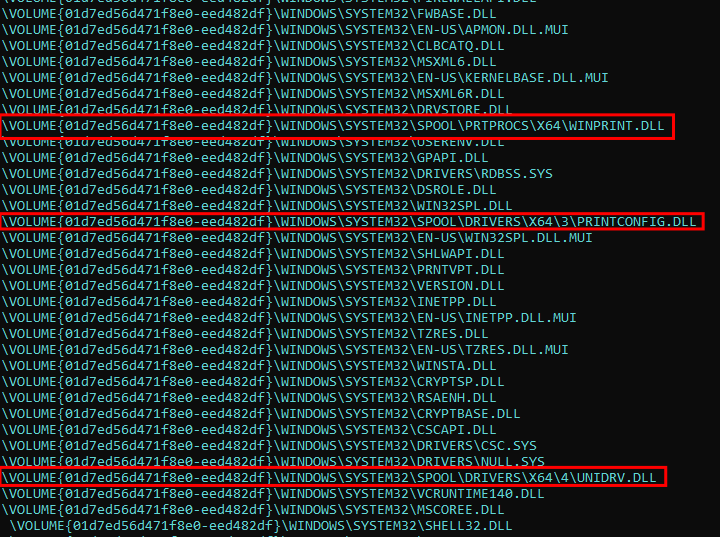 \VOLUME{01d7ed56d471f8e0-eed482df}\WINDOWS\SYSTEM32\FIREWALLAPI.DLL
\VOLUME{01d7ed56d471f8e0-eed482df}\WINDOWS\SYSTEM32\FWBASE.DLL
\VOLUME{01d7ed56d471f8e0-eed482df}\WINDOWS\SYSTEM32\EN-US\APMON.DLL.MUI
\VOLUME{01d7ed56d471f8e0-eed482df}\WINDOWS\SYSTEM32\CLBCATQ.DLL
\VOLUME{01d7ed56d471f8e0-eed482df}\WINDOWS\SYSTEM32\MSXML6.DLL
\VOLUME{01d7ed56d471f8e0-eed482df}\WINDOWS\SYSTEM32\EN-US\KERNELBASE.DLL.MUI
\VOLUME{01d7ed56d471f8e0-eed482df}\WINDOWS\SYSTEM32\MSXML6R.DLL
\VOLUME{01d7ed56d471f8e0-eed482df}\WINDOWS\SYSTEM32\DRVSTORE.DLL
\VOLUME{01d7ed56d471f8e0-eed482df}\WINDOWS\SYSTEM32\SPOOL\PRTPROCS\X64\WINPRINT.DLL
\VOLUME{01d7ed56d471f8e0-eed482df}\WINDOWS\SYSTEM32\USERENV.DLL
\VOLUME{01d7ed56d471f8e0-eed482df}\WINDOWS\SYSTEM32\GPAPI.DLL
\VOLUME{01d7ed56d471f8e0-eed482df}\WINDOWS\SYSTEM32\DRIVERS\RDBSS.SYS
\VOLUME{01d7ed56d471f8e0-eed482df}\WINDOWS\SYSTEM32\DSROLE.DLL
\VOLUME{01d7ed56d471f8e0-eed482df}\WINDOWS\SYSTEM32\WIN32SPL.DLL
\VOLUME{01d7ed56d471f8e0-eed482df}\WINDOWS\SYSTEM32\SPOOL\DRIVERS\X64\3\PRINTCONFIG.DLL
\VOLUME{01d7ed56d471f8e0-eed482df}\WINDOWS\SYSTEM32\EN-US\WIN32SPL.DLL.MUI
\VOLUME{01d7ed56d471f8e0-eed482df}\WINDOWS\SYSTEM32\SHLWAPI.DLL
\VOLUME{01d7ed56d471f8e0-eed482df}\WINDOWS\SYSTEM32\PRNTVPT.DLL
\VOLUME{01d7ed56d471f8e0-eed482df}\WINDOWS\SYSTEM32\VERSION.DLL
\VOLUME{01d7ed56d471f8e0-eed482df}\WINDOWS\SYSTEM32\INETPP.DLL
\VOLUME{01d7ed56d471f8e0-eed482df}\WINDOWS\SYSTEM32\EN-US\INETPP.DLL.MUI
\VOLUME{01d7ed56d471f8e0-eed482df}\WINDOWS\SYSTEM32\TZRES.DLL
\VOLUME{01d7ed56d471f8e0-eed482df}\WINDOWS\SYSTEM32\EN-US\TZRES.DLL.MUI
\VOLUME{01d7ed56d471f8e0-eed482df}\WINDOWS\SYSTEM32\WINSTA.DLL
\VOLUME{01d7ed56d471f8e0-eed482df}\WINDOWS\SYSTEM32\CRYPTSP.DLL
\VOLUME{01d7ed56d471f8e0-eed482df}\WINDOWS\SYSTEM32\RSAENH.DLL
\VOLUME{01d7ed56d471f8e0-eed482df}\WINDOWS\SYSTEM32\CRYPTBASE.DLL
\VOLUME{01d7ed56d471f8e0-eed482df}\WINDOWS\SYSTEM32\CSCAPI.DLL
\VOLUME{01d7ed56d471f8e0-eed482df}\WINDOWS\SYSTEM32\DRIVERS\CSC.SYS
\VOLUME{01d7ed56d471f8e0-eed482df}\WINDOWS\SYSTEM32\DRIVERS\NULL.SYS
\VOLUME{01d7ed56d471f8e0-eed482df}\WINDOWS\SYSTEM32\SPOOL\DRIVERS\X64\4\UNIDRV.DLL
\VOLUME{01d7ed56d471f8e0-eed482df}\WINDOWS\SYSTEM32\VCRUNTIME140.DLL
\VOLUME{01d7ed56d471f8e0-eed482df}\WINDOWS\SYSTEM32\MSCOREE.DLL
\VOLUME{01d7ed56d471f8e0-eed482df}\WINDOWS\SYSTEM32\SHELL32.DLL